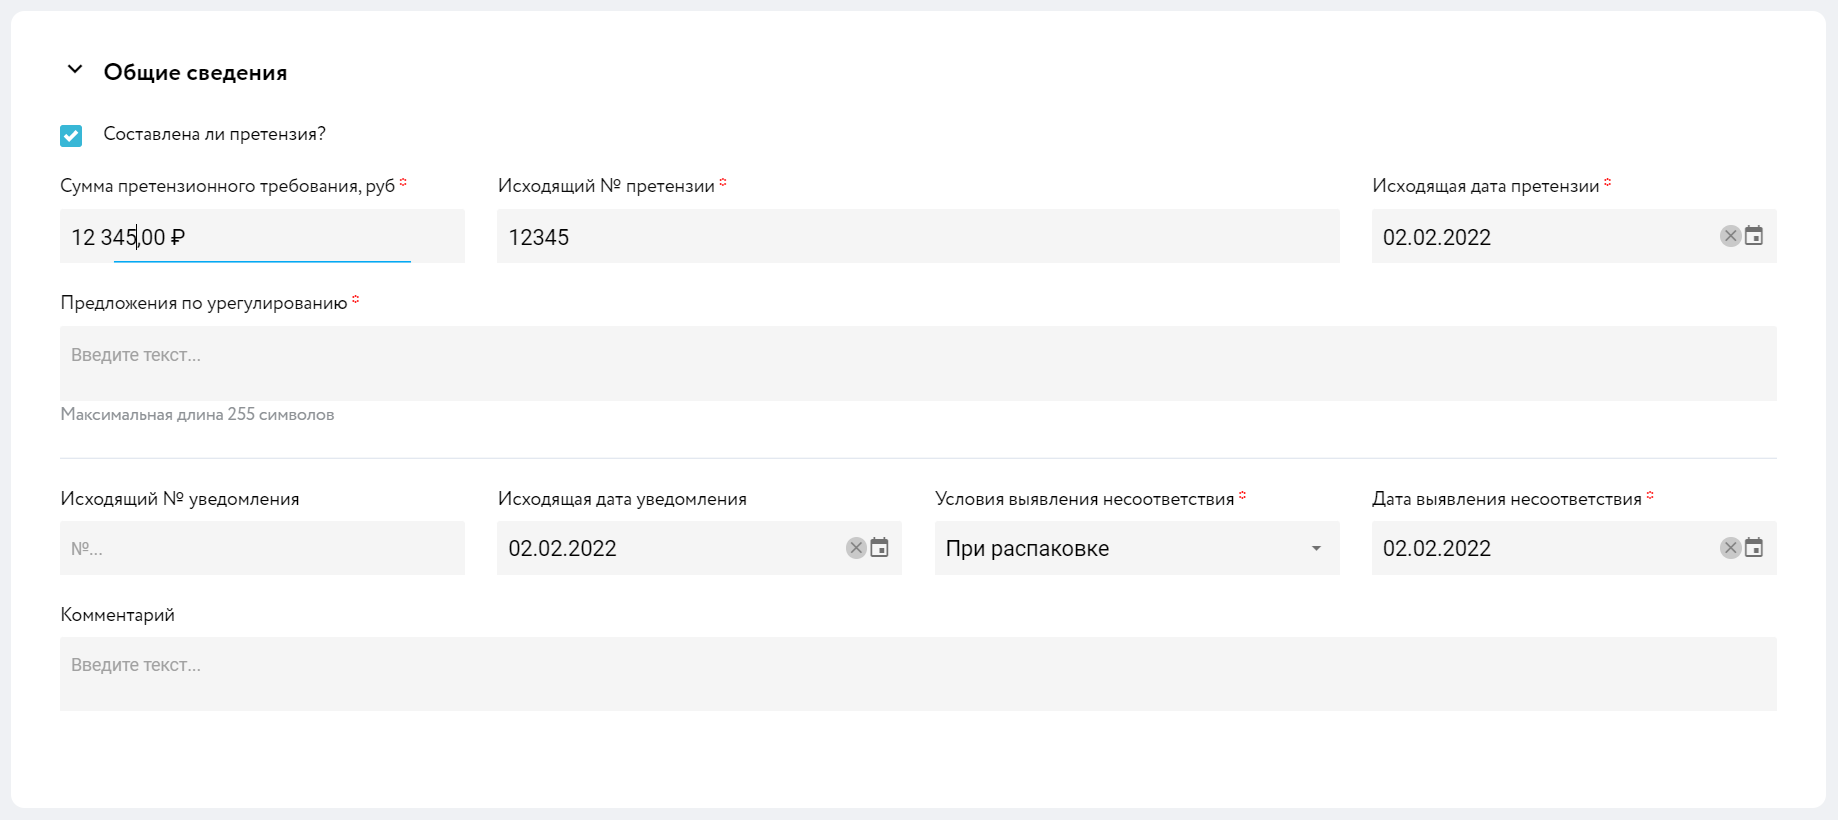 Общие сведения
Составлена ли претензия?
Сумма претензионного требования, руб *
Исходящий № претензии *
Исходящая дата претензии *
12 345,00 ₽
12345
02.02.2022
Предложения по урегулированию *
Введите текст...
Максимальная длина 255 символов
Исходящий № уведомления
Исходящая дата уведомления
Условия выявления несоответствия *
Дата выявления несоответствия *
№...
02.02.2022
При распаковке
02.02.2022
Комментарий
Введите текст...